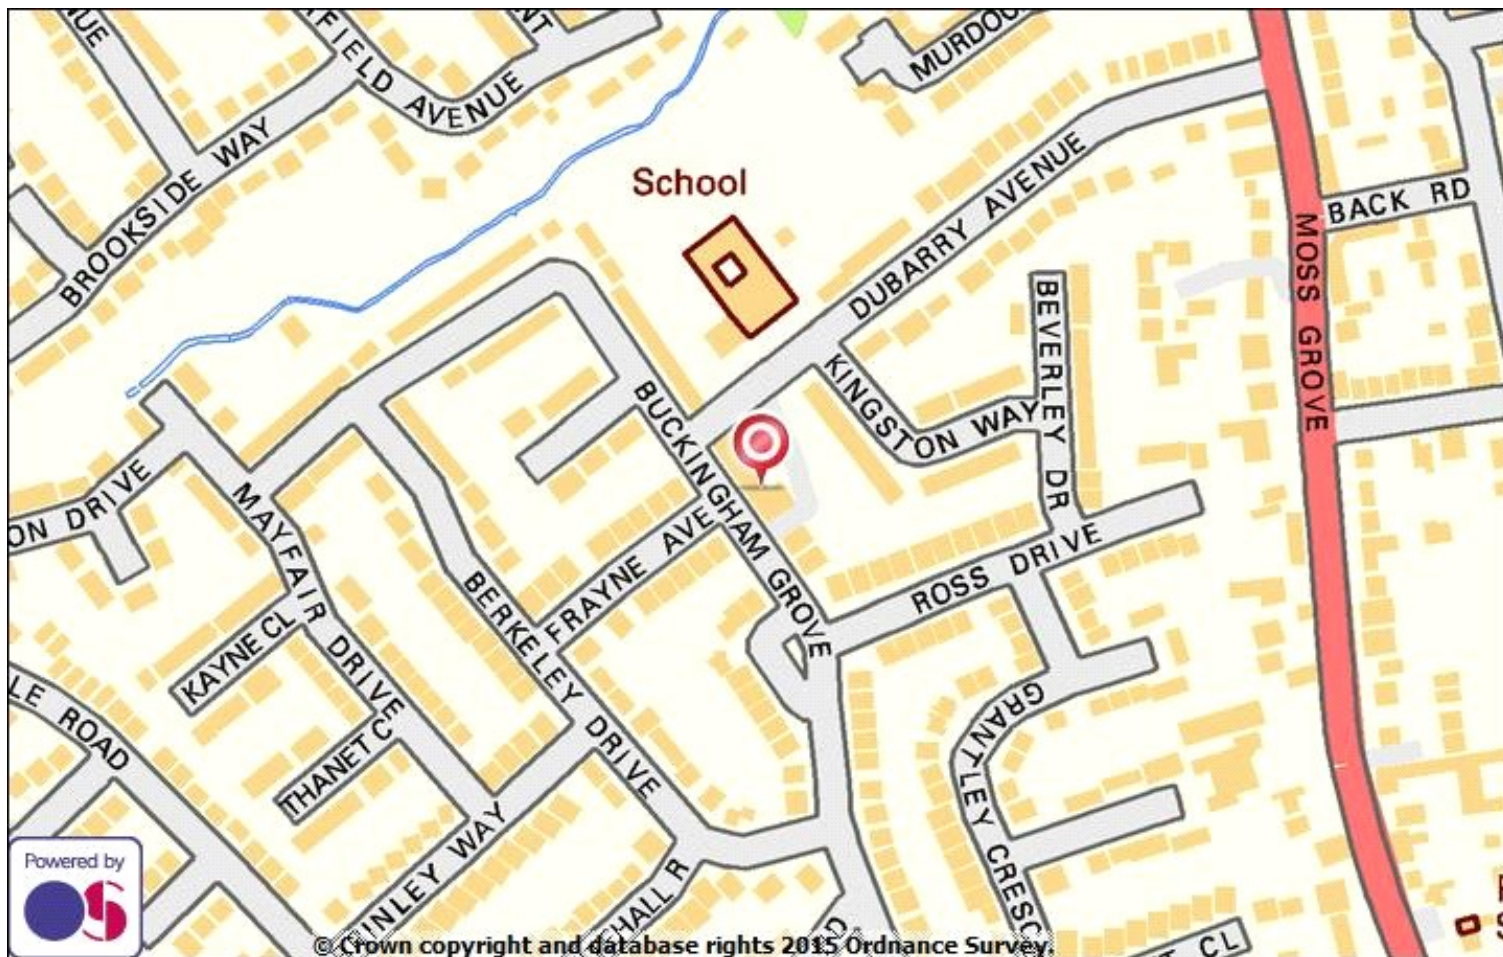 FIELD AVENUE
MURDOC
BROOKSIDE WAY
School
DUBARRY AVENUE
BACK RD
MOSS GROVE
BEVERLEY DR
KINGSTON WAY
BUCKINGHAM GROVE
ON DRIVE
MAYFAIR DRIVE
FRAYNE AVE
BERKELEY DRIVE
ROSS DRIVE
KAYNE CL
LE ROAD
THANET C
GRANTLEY CRESC
INLEY WAY
HALL R
CL
Powered by
OS
© Crown copyright and database rights 2015 Ordnance Survey.